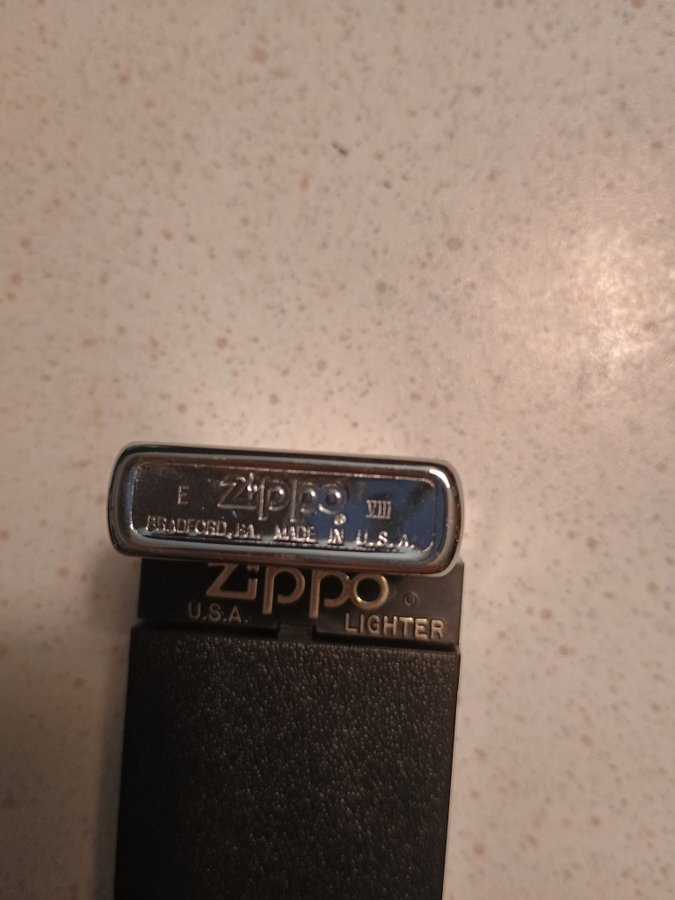 E Zippo VIII
®
BRADFORD, PA. MADE IN U.S.A.
Zippo ®
U.S.A. LIGHTER